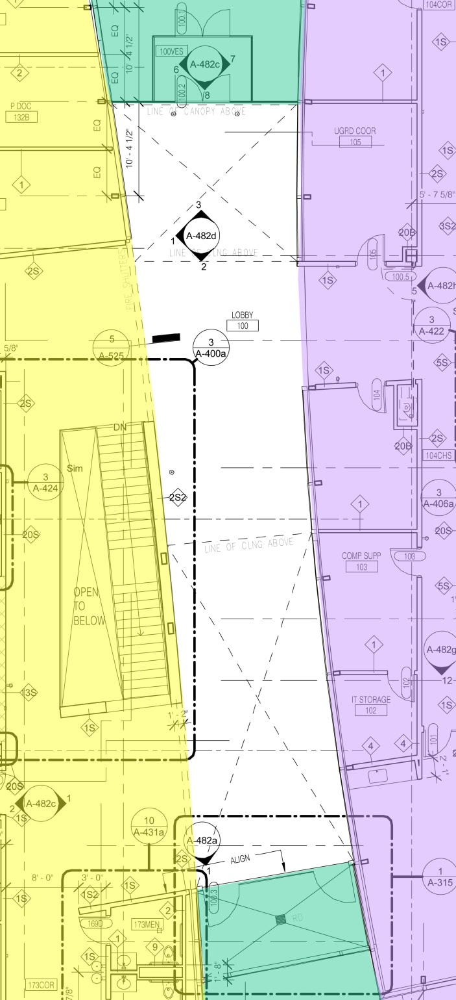 1
104COR
100.1
EQ
10' - 4 1/2"
1S
100VES
A-482c
7
6
8
2
1
EQ
100.2
P DOC
132B
LINE OF CANOPY ABOVE
UGRD COOR
105
EQ
10' - 4 1/2"
1S
1
EQ
2S
5' - 7 5/8"
3
A-482d
1
2
20B
3S2
LINE OF CLNG ABOVE
105
2S
FIRE SHUTTERS
1S
100.5
5
A-482h
LOBBY
100
3
A-422
5
A-525
3
A-400a
5/8"
5S
1S
104
2S
DN
20B
2S
104CHS
Sim
3
A-424
2S2
3
A-406a
1
20S
LINE OF CLNG ABOVE
20S
COMP SUPP
103
103
OPEN
TO
BELOW
5S
1'
1
A-482g
12
13S
102
IT STORAGE
102
1S
1' - 2"
1S
4
4
101
2' - 1"
20S
A-482c
1
2
1S
10
A-431a
A-482a
1
2S
ALIGN
1
A-315
8' - 0"
3' - 0"
1S
1S2
1S
100.3
2
169D
173MEN
RD
1
9
1S
1' - 8"
173COR
7/8"